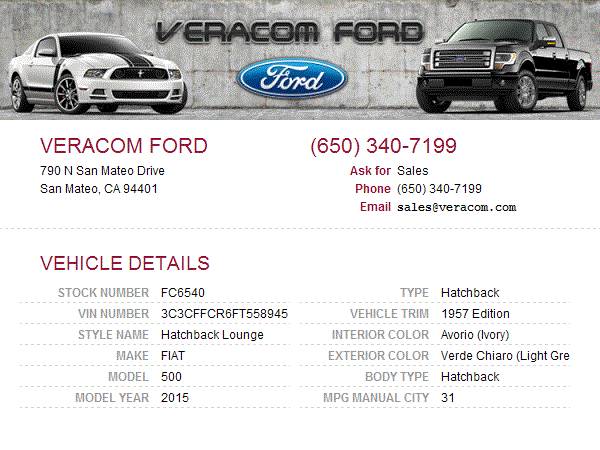 VERACOM FORD
Ford
VERACOM FORD
790 N San Mateo Drive
San Mateo, CA 94401
(650) 340-7199
Ask for Sales
Phone (650) 340-7199
Email sales@veracom.com
VEHICLE DETAILS
STOCK NUMBER FC6540
VIN NUMBER 3C3CFFCR6FT558945
STYLE NAME Hatchback Lounge
MAKE FIAT
MODEL 500
MODEL YEAR 2015
TYPE Hatchback
VEHICLE TRIM 1957 Edition
INTERIOR COLOR Avorio (Ivory)
EXTERIOR COLOR Verde Chiaro (Light Gre
BODY TYPE Hatchback
MPG MANUAL CITY 31